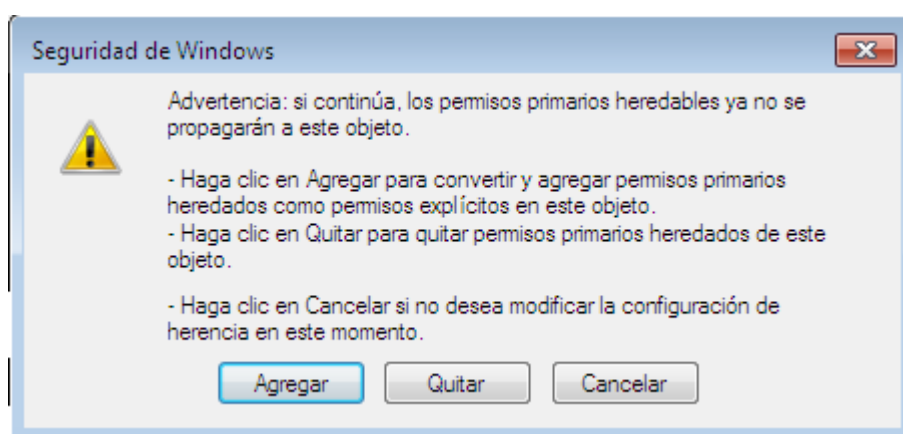 Seguridad de Windows
Advertencia: si continúa, los permisos primarios heredables ya no se
propagarán a este objeto.
- Haga clic en Agregar para convertir y agregar permisos primarios
heredados como permisos explícitos en este objeto.
- Haga clic en Quitar para quitar permisos primarios heredados de este
objeto.
- Haga clic en Cancelar si no desea modificar la configuración de
herencia en este momento.
Agregar Quitar Cancelar